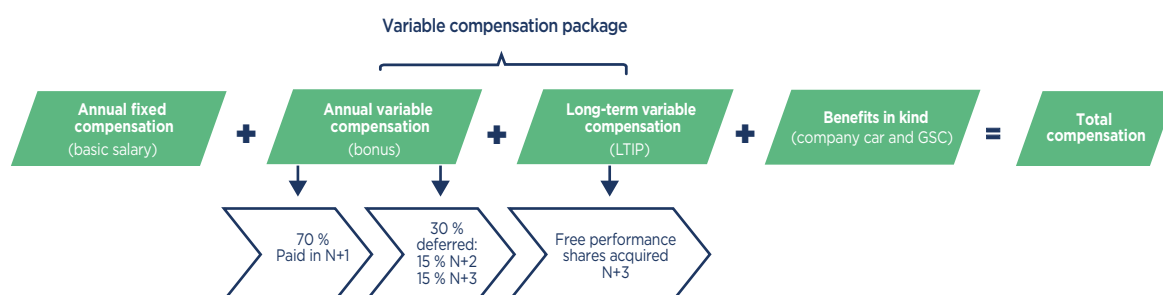 Variable compensation package
Annual fixed
compensation
(basic salary)
+
Annual variable
compensation
(bonus)
+
Long-term variable
compensation
(LTIP)
+
Benefits in kind
(company car and GSC)
=
Total
compensation
70 %
Paid in N+1
30 %
deferred:
15 % N+2
15 % N+3
Free performance
shares acquired
N+3